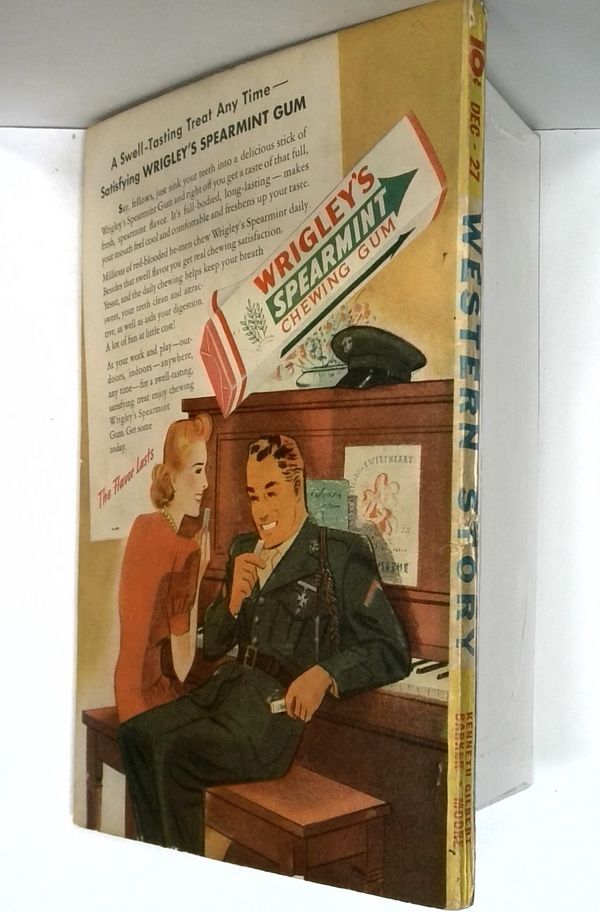 A Swell-Tasting Treat Any Time—
Satisfying WRIGLEY'S SPEARMINT GUM
Say, fellows, just sink your teeth into a delicious stick of
Wrigley's Spearmint Gum and right off you get a taste of that full,
fresh, spearmint flavor. It's full-bodied, long-lasting — makes
your mouth feel cool and comfortable and freshens up your taste.
Millions of red-blooded he-men chew Wrigley's Spearmint daily.
Besides that swell flavor you get real chewing satisfaction.
Yessir, and the daily chewing helps keep your breath
sweet, your teeth clean and attrac-
tive, as well as aids your digestion.
A lot of fun at little cost!
At your work and play—out-
doors, indoors—anywhere,
any time—for a swell-tasting,
satisfying treat enjoy chewing
Wrigley's Spearmint
Gum. Get some
today.
The Flavor Lasts
WRIGLEY'S
SPEARMINT
CHEWING GUM
SWEETHEART
10¢ DEC - 27
WESTERN STORY
KENNETH GILBERT
MOORE